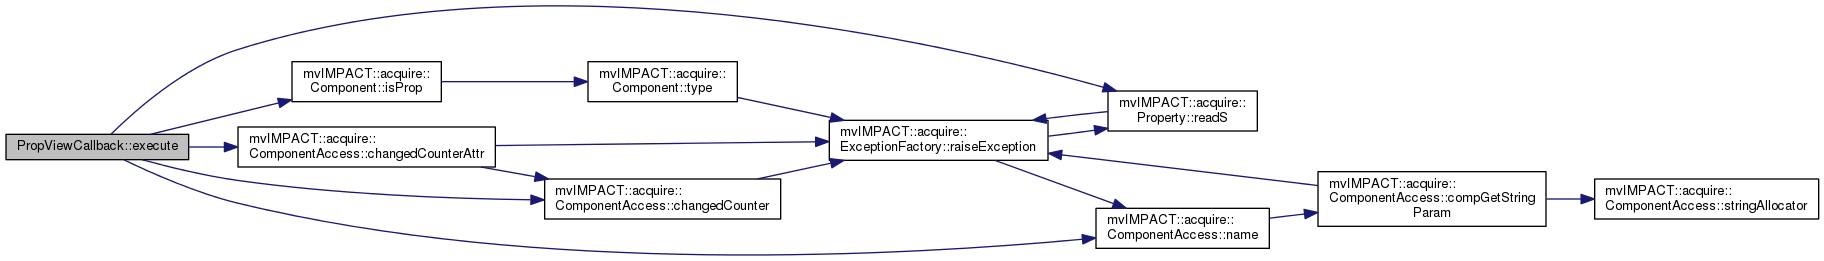 PropViewCallback::execute
mvIMPACT::acquire::
Component::isProp
mvIMPACT::acquire::
ComponentAccess::changedCounterAttr
mvIMPACT::acquire::
ComponentAccess::changedCounter
mvIMPACT::acquire::
Component::type
mvIMPACT::acquire::
ExceptionFactory::raiseException
mvIMPACT::acquire::
Property::readS
mvIMPACT::acquire::
ComponentAccess::name
mvIMPACT::acquire::
ComponentAccess::compGetString
Param
mvIMPACT::acquire::
ComponentAccess::stringAllocator